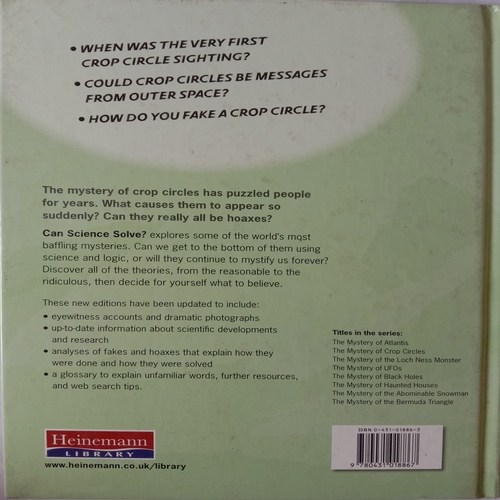 • WHEN WAS THE VERY FIRST
CROP CIRCLE SIGHTING?
• COULD CROP CIRCLES BE MESSAGES
FROM OUTER SPACE?
• HOW DO YOU FAKE A CROP CIRCLE?
The mystery of crop circles has puzzled people
for years. What causes them to appear so
suddenly? Can they really all be hoaxes?
Can Science Solve? explores some of the world's most
baffling mysteries. Can we get to the bottom of them using
science and logic, or will they continue to mystify us forever?
Discover all of the theories, from the reasonable to the
ridiculous, then decide for yourself what to believe.
These new editions have been updated to include:
• eyewitness accounts and dramatic photographs
• up-to-date information about scientific developments
and research
• analyses of fakes and hoaxes that explain how they
were done and how they were solved
• a glossary to explain unfamiliar words, further resources,
and web search tips.
Titles in the series:
The Mystery of Atlantis
The Mystery of Crop Circles
The Mystery of the Loch Ness Monster
The Mystery of UFOs
The Mystery of Black Holes
The Mystery of Haunted Houses
The Mystery of the Abominable Snowman
The Mystery of the Bermuda Triangle
Heinemann
LIBRARY
www.heinemann.co.uk/library
ISBN 0-431-01886-3
9 780431 018867